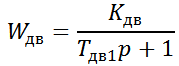 W_дв = K_дв / (T_дв1 p + 1)